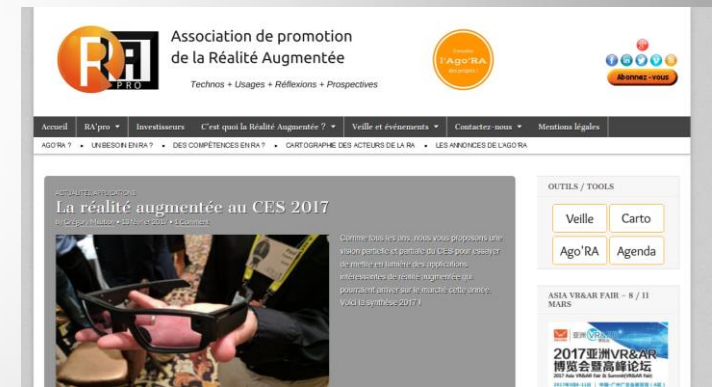 RA
PRO
Association de promotion
de la Réalité Augmentée
Technos + Usages + Réflexions + Prospectives
l'Ago'RA
des projets !
Abonnez-vous
Accueil RA'pro Investisseurs C'est quoi la Réalité Augmentée ? Veille et événements Contactez-nous Mentions légales
AGO'RA ? • UN BESOIN EN RA ? • DES COMPÉTENCES EN RA ? • CARTOGRAPHIE DES ACTEURS DE LA RA • LES ANNONCES DE L'AGO'RA
ACTUALITÉS, APPLICATIONS
La réalité augmentée au CES 2017
Comme tous les ans, nous vous proposons une
vision partielle et partiale du CES pour essayer
de mettre en lumière des applications
intéressantes de réalité augmentée qui
pourraient arriver sur le marché cette année.
Voici la synthèse 2017 !
OUTILS / TOOLS
Veille Carto
Ago'RA Agenda
ASIA VR&AR FAIR – 8 / 11
MARS
2017亚洲VR&AR
博览会暨高峰论坛